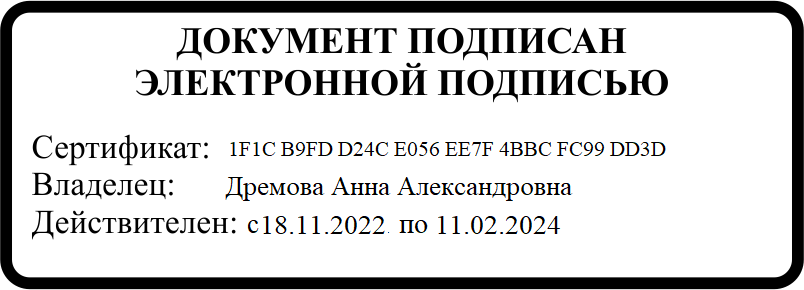 ДОКУМЕНТ ПОДПИСАН
ЭЛЕКТРОННОЙ ПОДПИСЬЮ
Сертификат: 1F1C B9FD D24C E056 EE7F 4BBC FC99 DD3D
Владелец: Дремова Анна Александровна
Действителен: с18.11.2022 по 11.02.2024